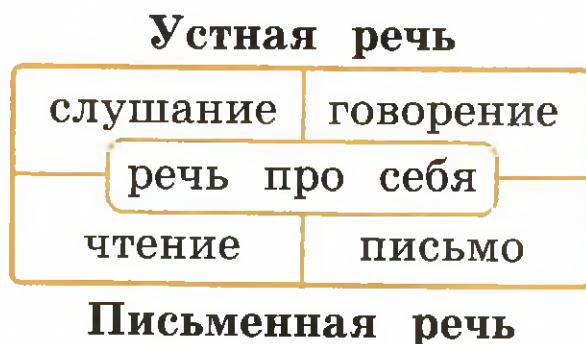 Устная речь
слушание говорение
речь про себя
чтение письмо
Письменная речь